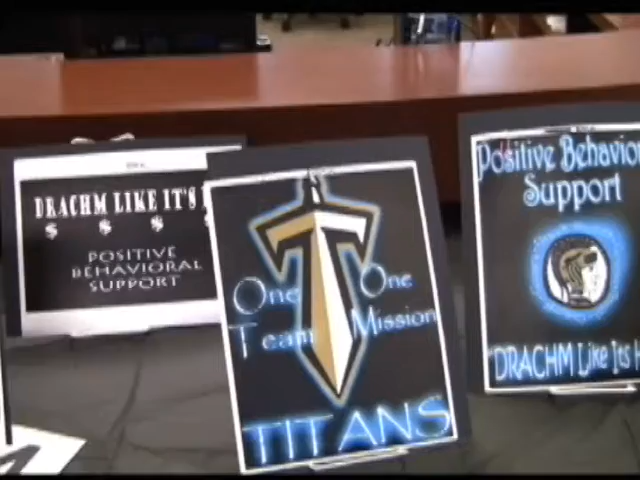 DRACHM LIKE IT'S
$ $ $ $
POSITIVE
BEHAVIORAL
SUPPORT
One One
Team Mission
TITANS
Positive Behavior
Support
"DRACHM Like Its